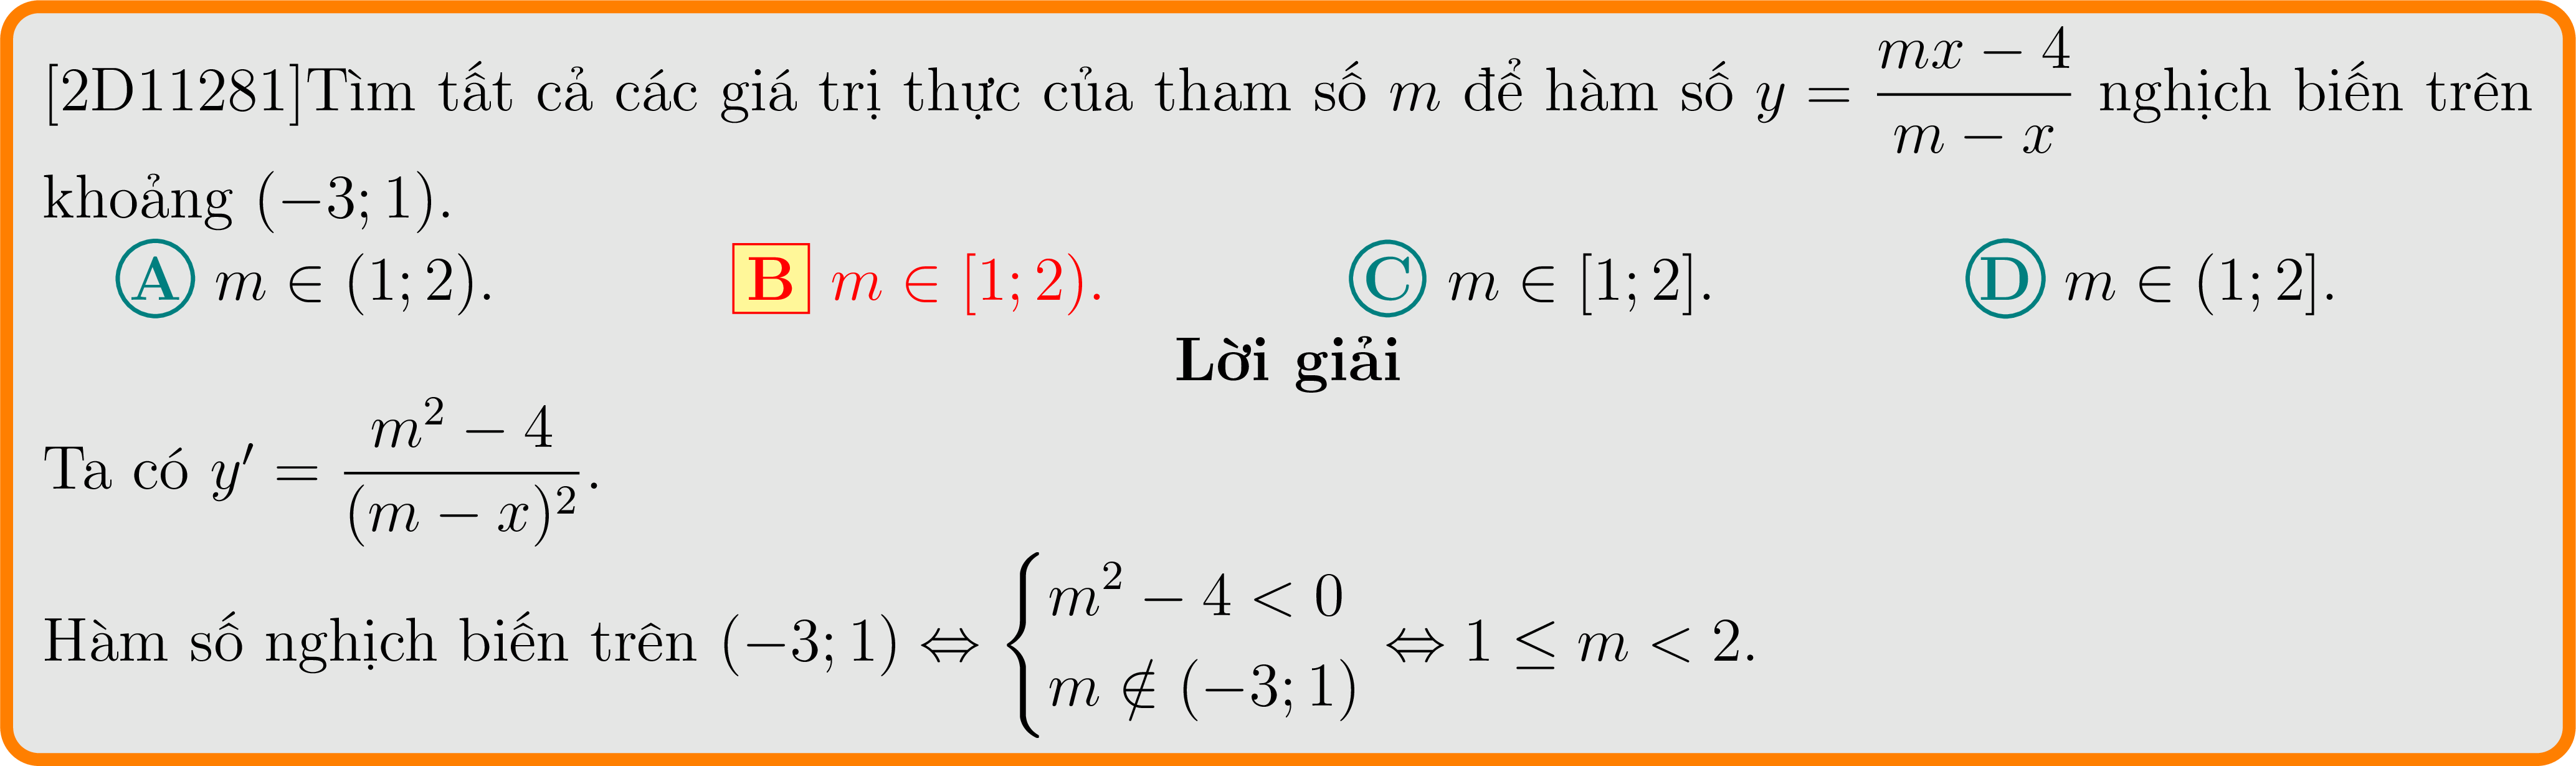 [2D11281]Tìm tất cả các giá trị thực của tham số $m$ để hàm số $y = \dfrac{mx - 4}{m - x}$ nghịch biến trên
khoảng $(-3; 1)$.
A $m \in (1; 2)$. B $m \in [1; 2)$. C $m \in [1; 2]$. D $m \in (1; 2]$.
Lời giải
Ta có $y' = \dfrac{m^2 - 4}{(m - x)^2}$.
Hàm số nghịch biến trên $(-3; 1) \Leftrightarrow \begin{cases} m^2 - 4 < 0 \\ m \notin (-3; 1) \end{cases} \Leftrightarrow 1 \leq m < 2$.